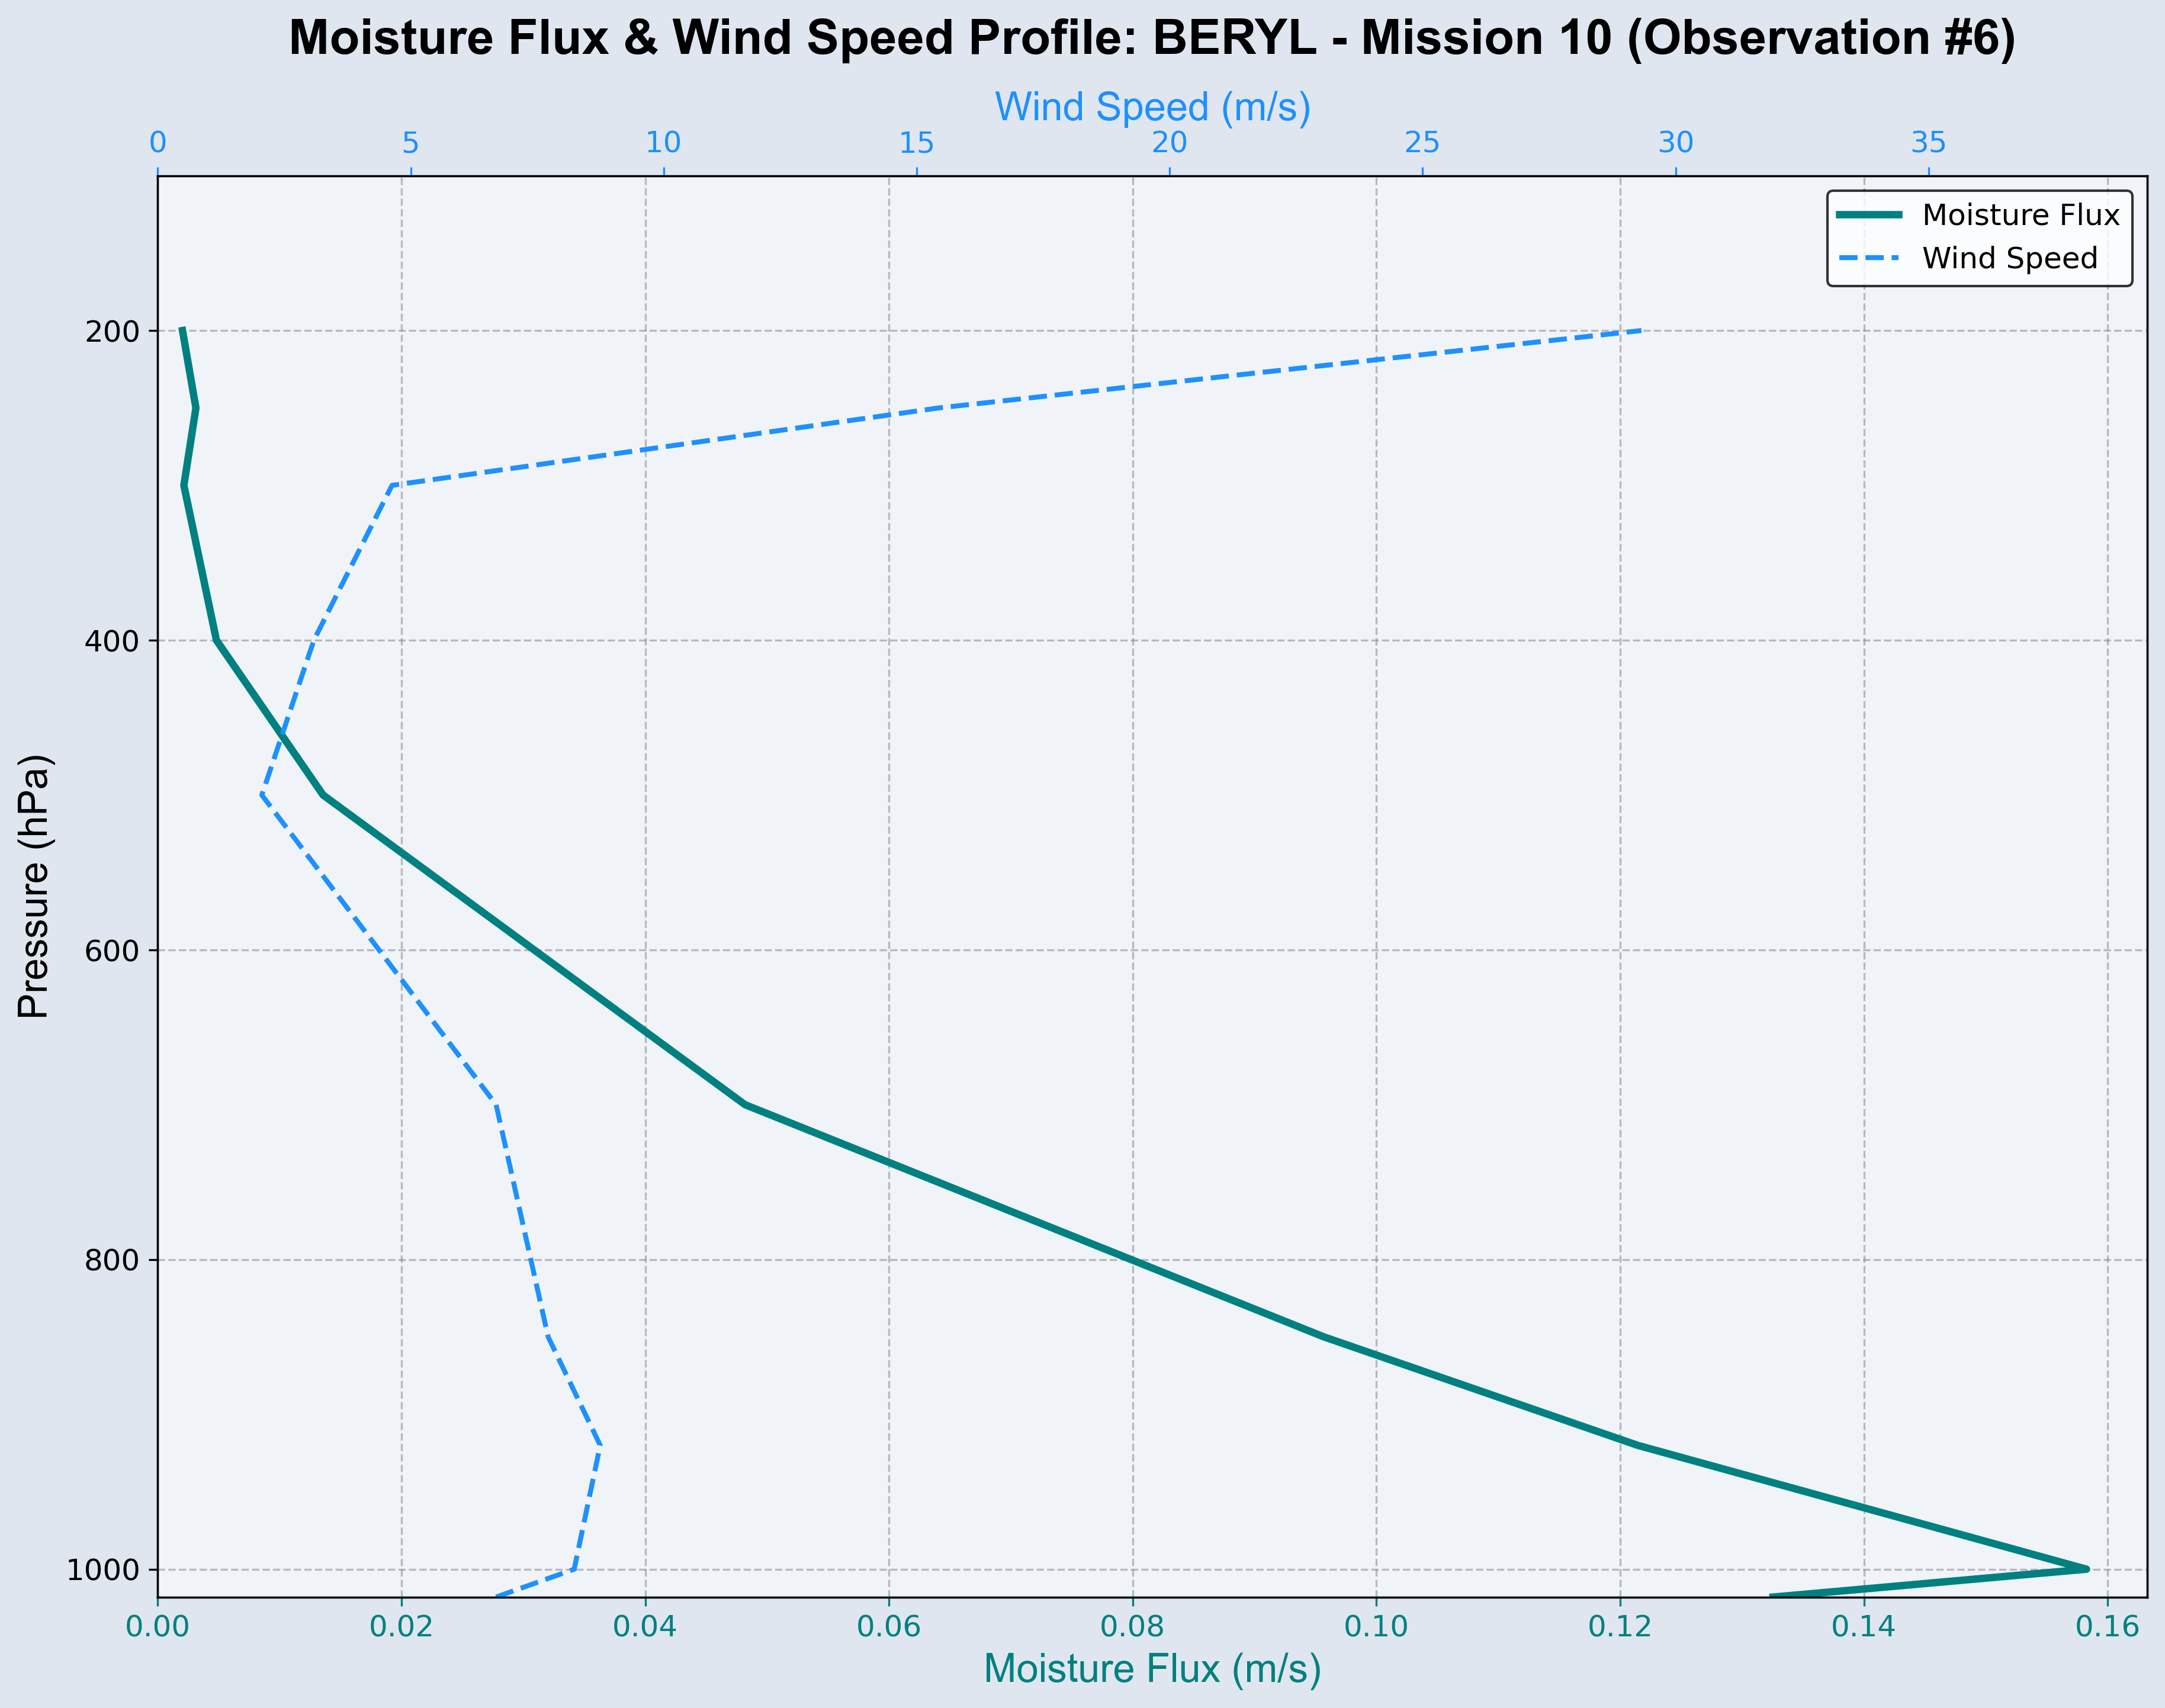 Moisture Flux & Wind Speed Profile: BERYL - Mission 10 (Observation #6)
Wind Speed (m/s)
0 5 10 15 20 25 30 35
Moisture Flux
Wind Speed
200
400
600
800
1000
Pressure (hPa)
0.00 0.02 0.04 0.06 0.08 0.10 0.12 0.14 0.16
Moisture Flux (m/s)